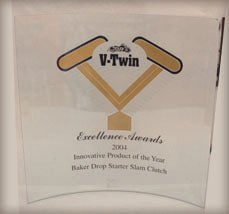 V-Twin
Excellence Awards
2004
Innovative Product of the Year
Baker Drop Starter Slam Clutch